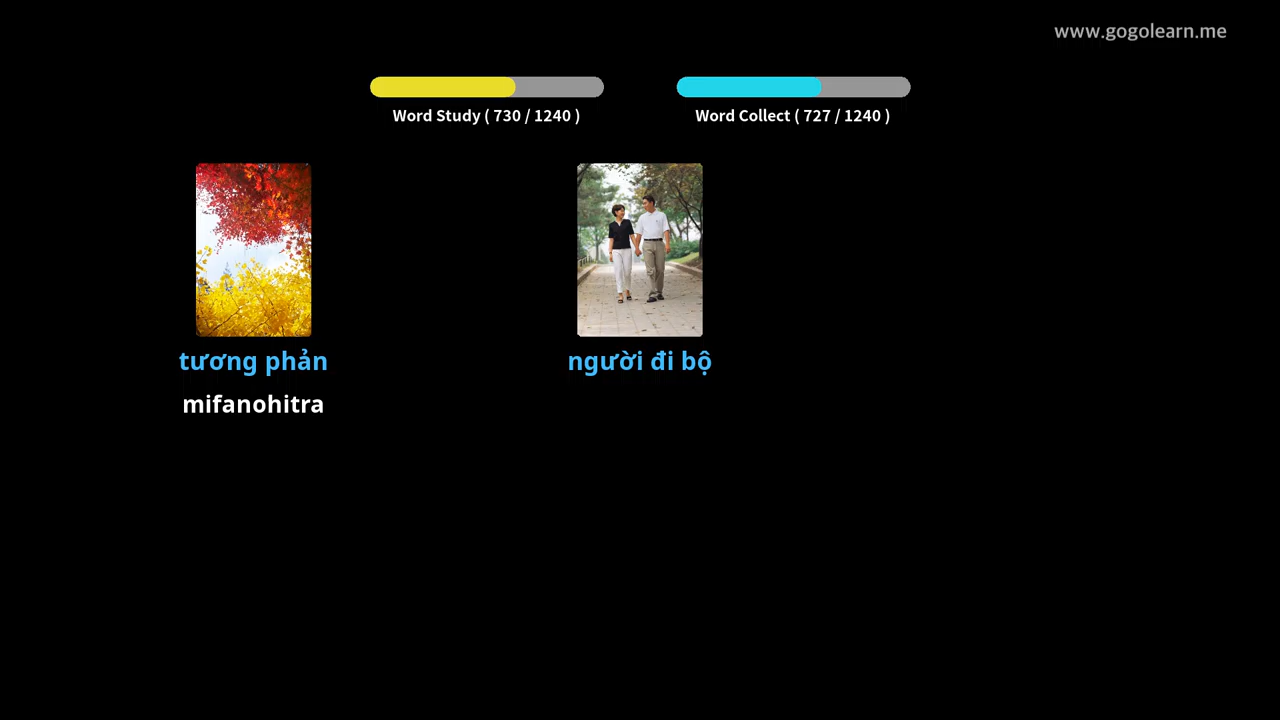 www.gogolearn.me
Word Study ( 730 / 1240 )
Word Collect ( 727 / 1240 )
tương phản
người đi bộ
mifanohitra